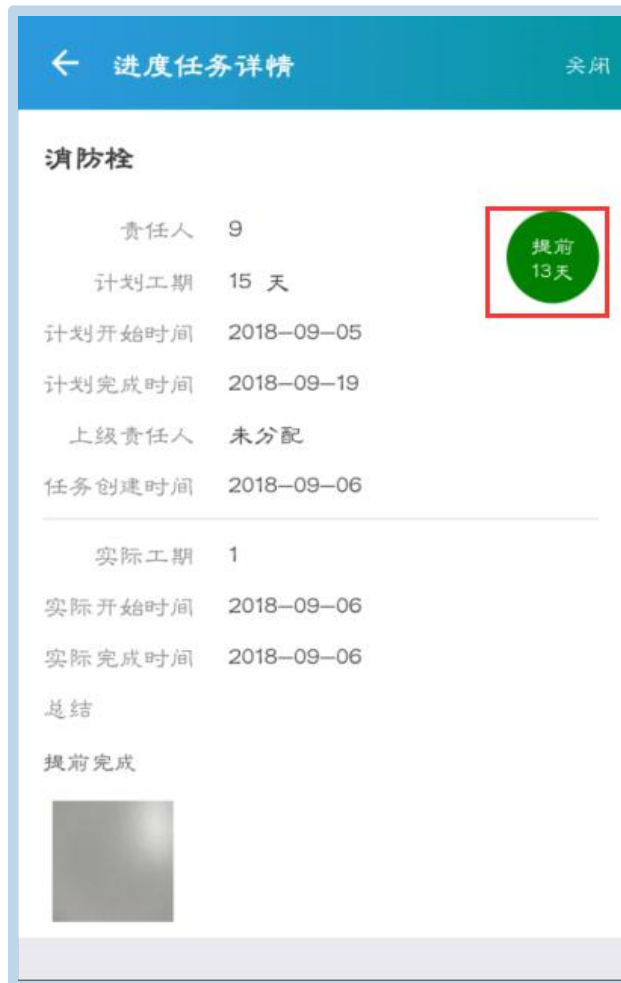 进度任务详情 关闭
消防栓
责任人 9
提前
13天
计划工期 15 天
计划开始时间 2018-09-05
计划完成时间 2018-09-19
上级责任人 未分配
任务创建时间 2018-09-06
实际工期 1
实际开始时间 2018-09-06
实际完成时间 2018-09-06
总结
提前完成